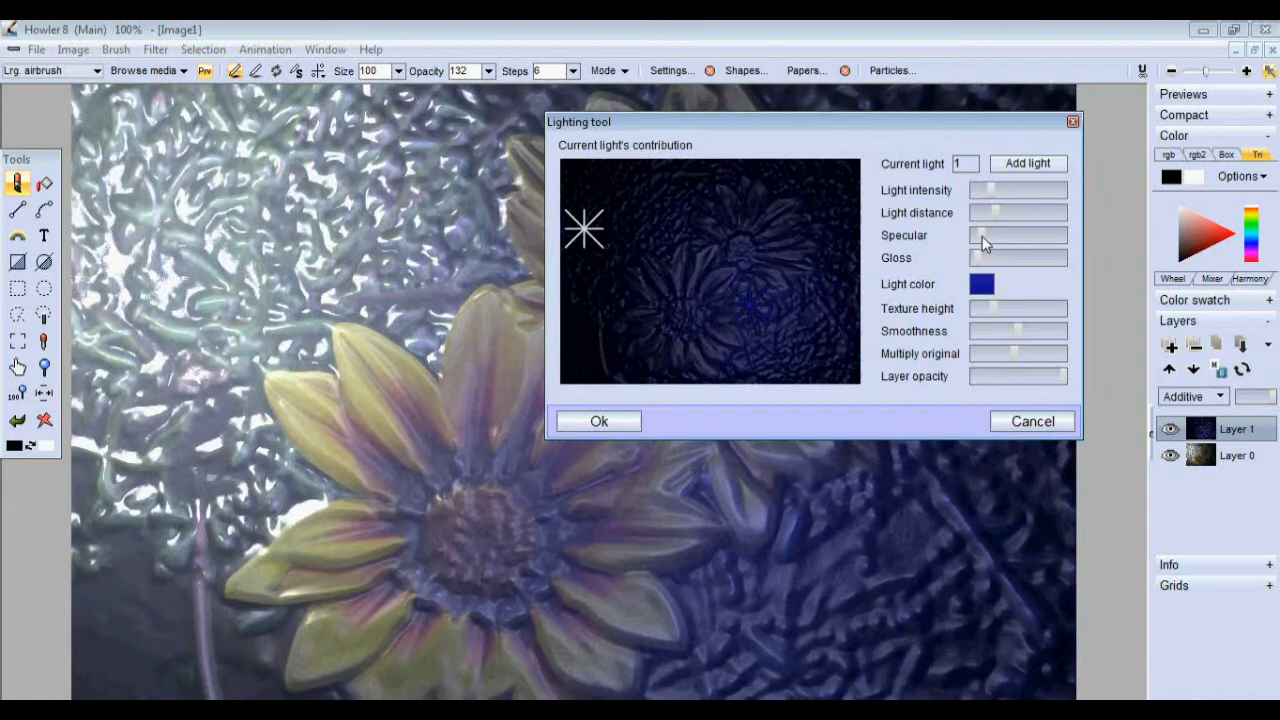 Howler 8 (Main) 100% - [Image1]
File Image Brush Filter Selection Animation Window Help
Lrg. airbrush Browse media Prv Size 100 Opacity 132 Steps 6 Mode Settings... Shapes... Papers... Particles...
Tools
T
100%
Lighting tool
Current light's contribution
Current light 1 Add light
Light intensity
Light distance
Specular
Gloss
Light color
Texture height
Smoothness
Multiply original
Layer opacity
Ok Cancel
Previews +
Compact +
Color
rgb rgb2 Box Tri
Options
Wheel Mixer Harmony
Color swatch +
Layers
Additive
Layer 1
Layer 0
Info +
Grids +